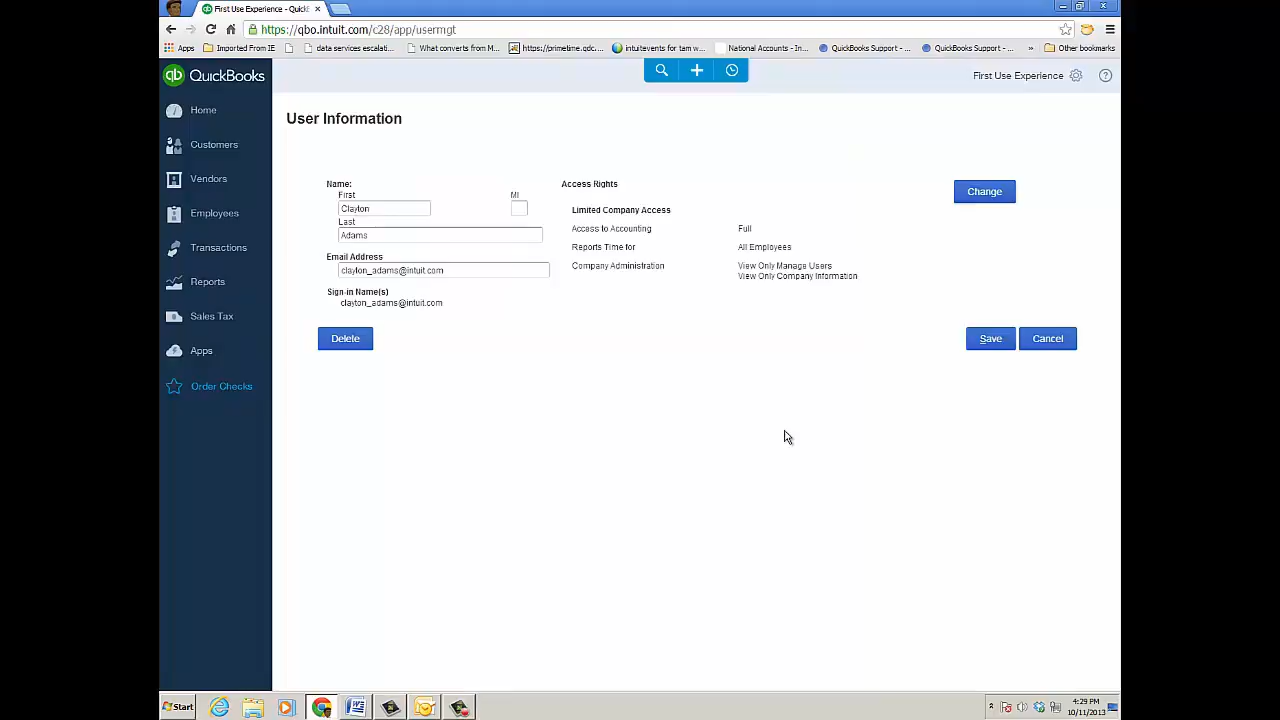 First Use Experience - QuickB
https://qbo.intuit.com/c28/app/usermgt
Apps Imported From IE data services escalati... What converts from M... https://primetime.qdc... intuitevents for tam w... National Accounts - In... QuickBooks Support - ... QuickBooks Support - ... » Other bookmarks
qb QuickBooks
First Use Experience
Home
Customers
Vendors
Employees
Transactions
Reports
Sales Tax
Apps
Order Checks
User Information
Name:
First MI
Clayton
Last
Adams
Email Address
clayton_adams@intuit.com
Sign-in Name(s)
clayton_adams@intuit.com
Access Rights
Limited Company Access
Access to Accounting Full
Reports Time for All Employees
Company Administration View Only Manage Users
View Only Company Information
Change
Delete
Save Cancel
Start
4:29 PM
10/11/2013